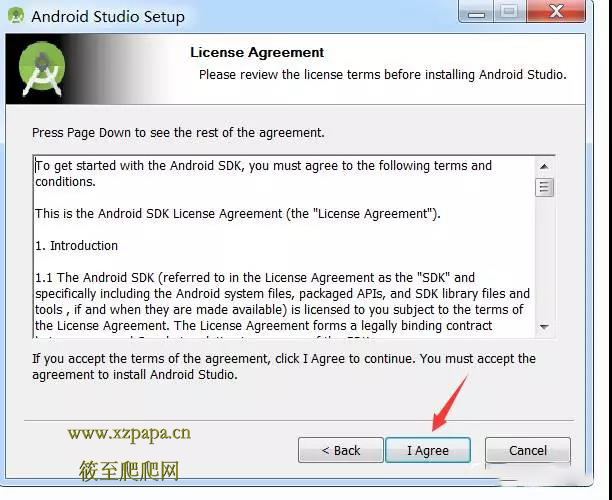 Android Studio Setup
License Agreement
Please review the license terms before installing Android Studio.
Press Page Down to see the rest of the agreement.
To get started with the Android SDK, you must agree to the following terms and
conditions.
This is the Android SDK License Agreement (the "License Agreement").
1. Introduction
1.1 The Android SDK (referred to in the License Agreement as the "SDK" and
specifically including the Android system files, packaged APIs, and SDK library files and
tools , if and when they are made available) is licensed to you subject to the terms of
the License Agreement. The License Agreement forms a legally binding contract
If you accept the terms of the agreement, click I Agree to continue. You must accept the
agreement to install Android Studio.
www.xzpapa.cn
筱至爬爬网
< Back
I Agree
Cancel